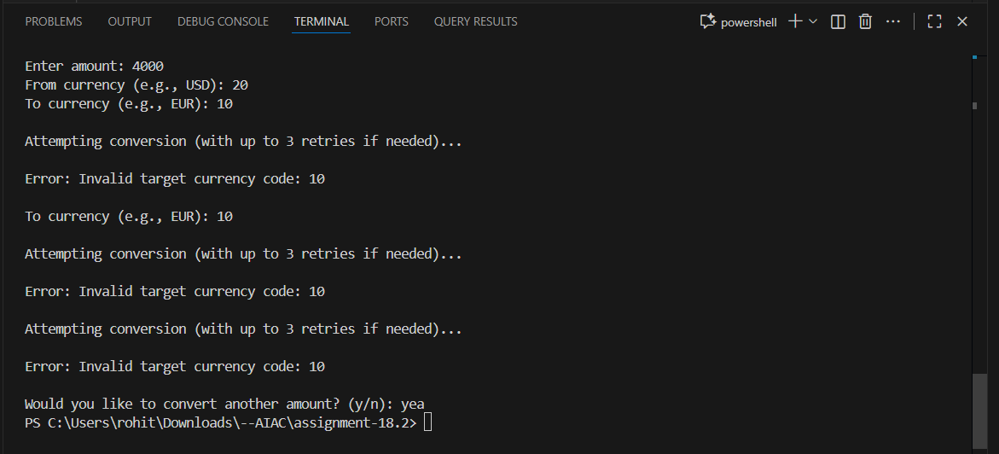 PROBLEMS OUTPUT DEBUG CONSOLE TERMINAL PORTS QUERY RESULTS powershell
Enter amount: 4000
From currency (e.g., USD): 20
To currency (e.g., EUR): 10
Attempting conversion (with up to 3 retries if needed)...
Error: Invalid target currency code: 10
To currency (e.g., EUR): 10
Attempting conversion (with up to 3 retries if needed)...
Error: Invalid target currency code: 10
Attempting conversion (with up to 3 retries if needed)...
Error: Invalid target currency code: 10
Would you like to convert another amount? (y/n): yea
PS C:\Users\rohit\Downloads\--AIAC\assignment-18.2>